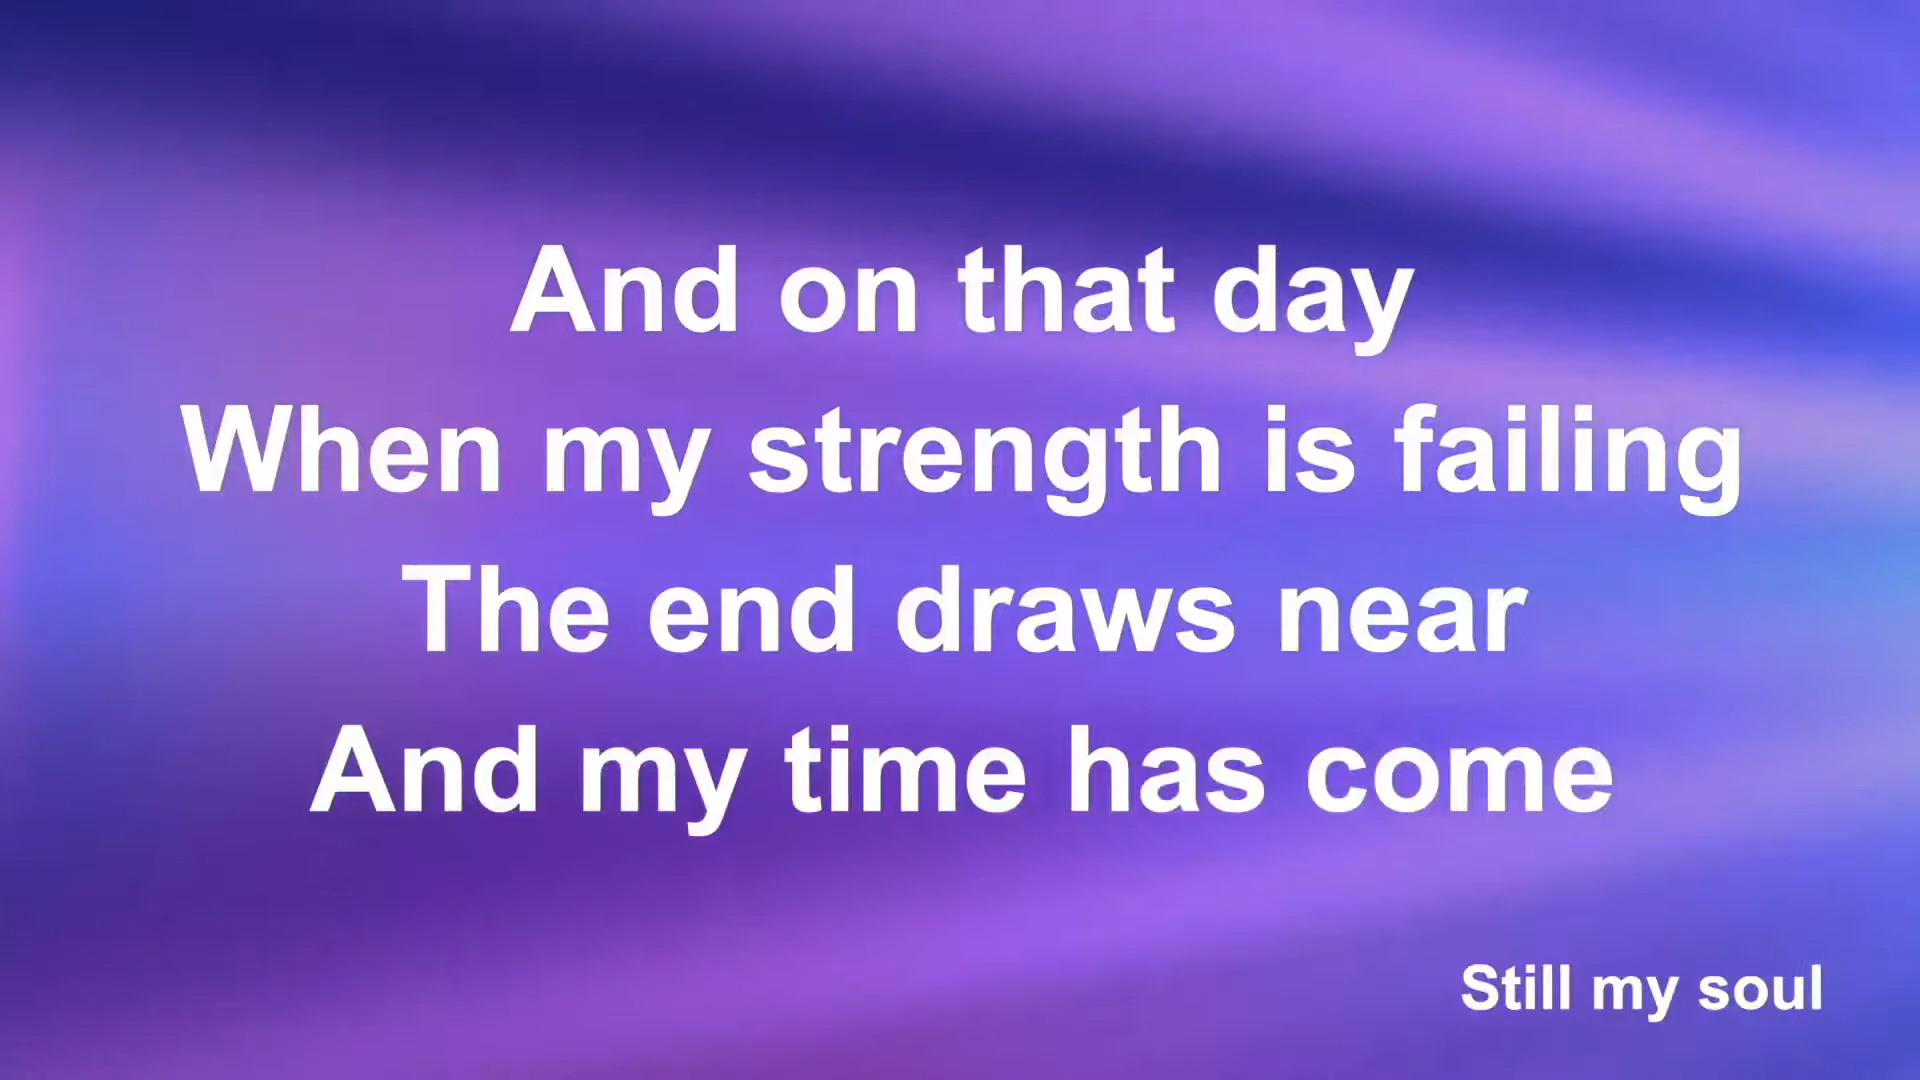 And on that day
When my strength is failing
The end draws near
And my time has come
Still my soul